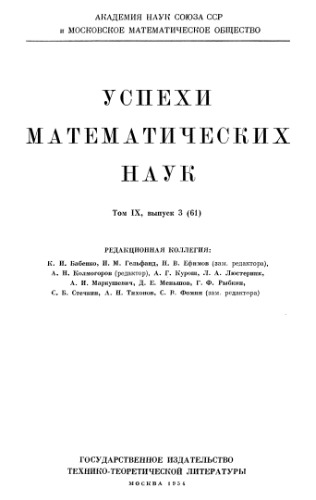 АКАДЕМИЯ НАУК СОЮЗА ССР
и МОСКОВСКОЕ МАТЕМАТИЧЕСКОЕ ОБЩЕСТВО
УСПЕХИ
МАТЕМАТИЧЕСКИХ
НАУК
Том IX, выпуск 3 (61)
РЕДАКЦИОННАЯ КОЛЛЕГИЯ:
К. И. Бабенко, И. М. Гельфанд, Н. В. Ефимов (зам. редактора),
А. Н. Колмогоров (редактор), А. Г. Курош, Л. А. Люстерник,
А. И. Маркушевич, Д. Е. Меньшов, Г. Ф. Рыбкин,
С. Б. Стечкин, А. Н. Тихонов, С. В. Фомин (зам. редактора)
ГОСУДАРСТВЕННОЕ ИЗДАТЕЛЬСТВО
ТЕХНИКО-ТЕОРЕТИЧЕСКОЙ ЛИТЕРАТУРЫ
МОСКВА 1954